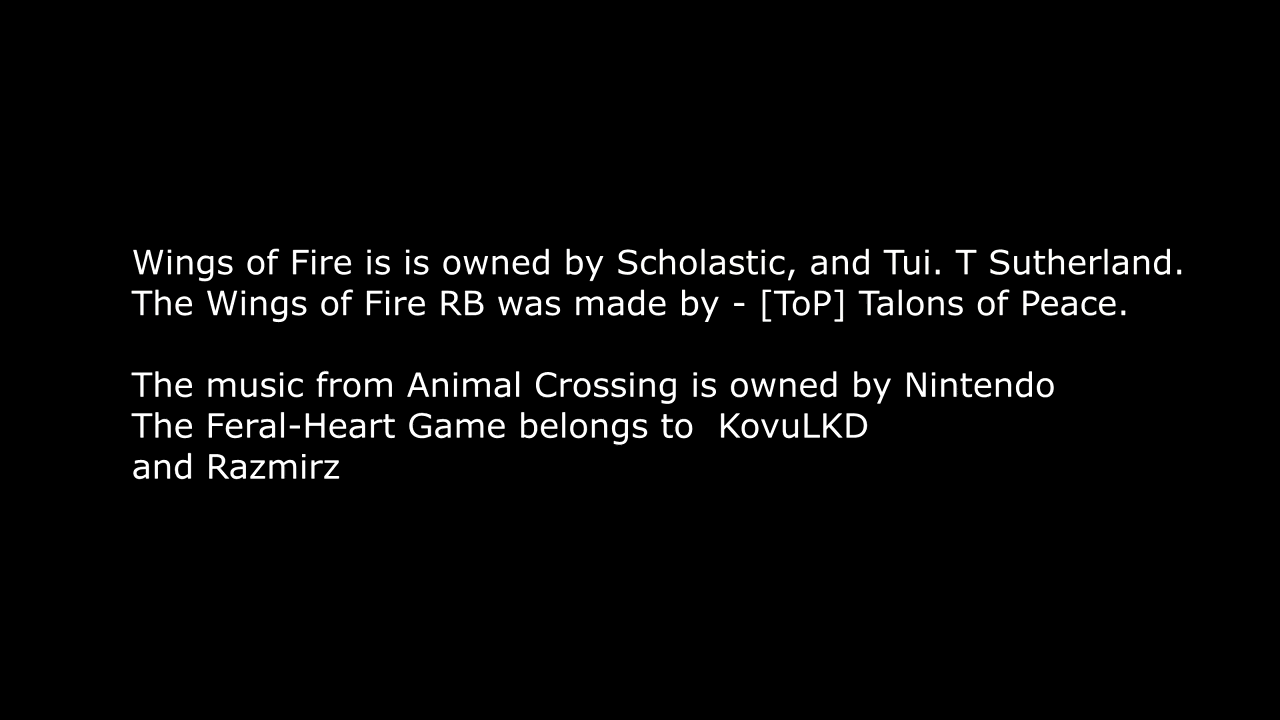 Wings of Fire is is owned by Scholastic, and Tui. T Sutherland.
The Wings of Fire RB was made by - [ToP] Talons of Peace.
The music from Animal Crossing is owned by Nintendo
The Feral-Heart Game belongs to  KovuLKD
and Razmirz